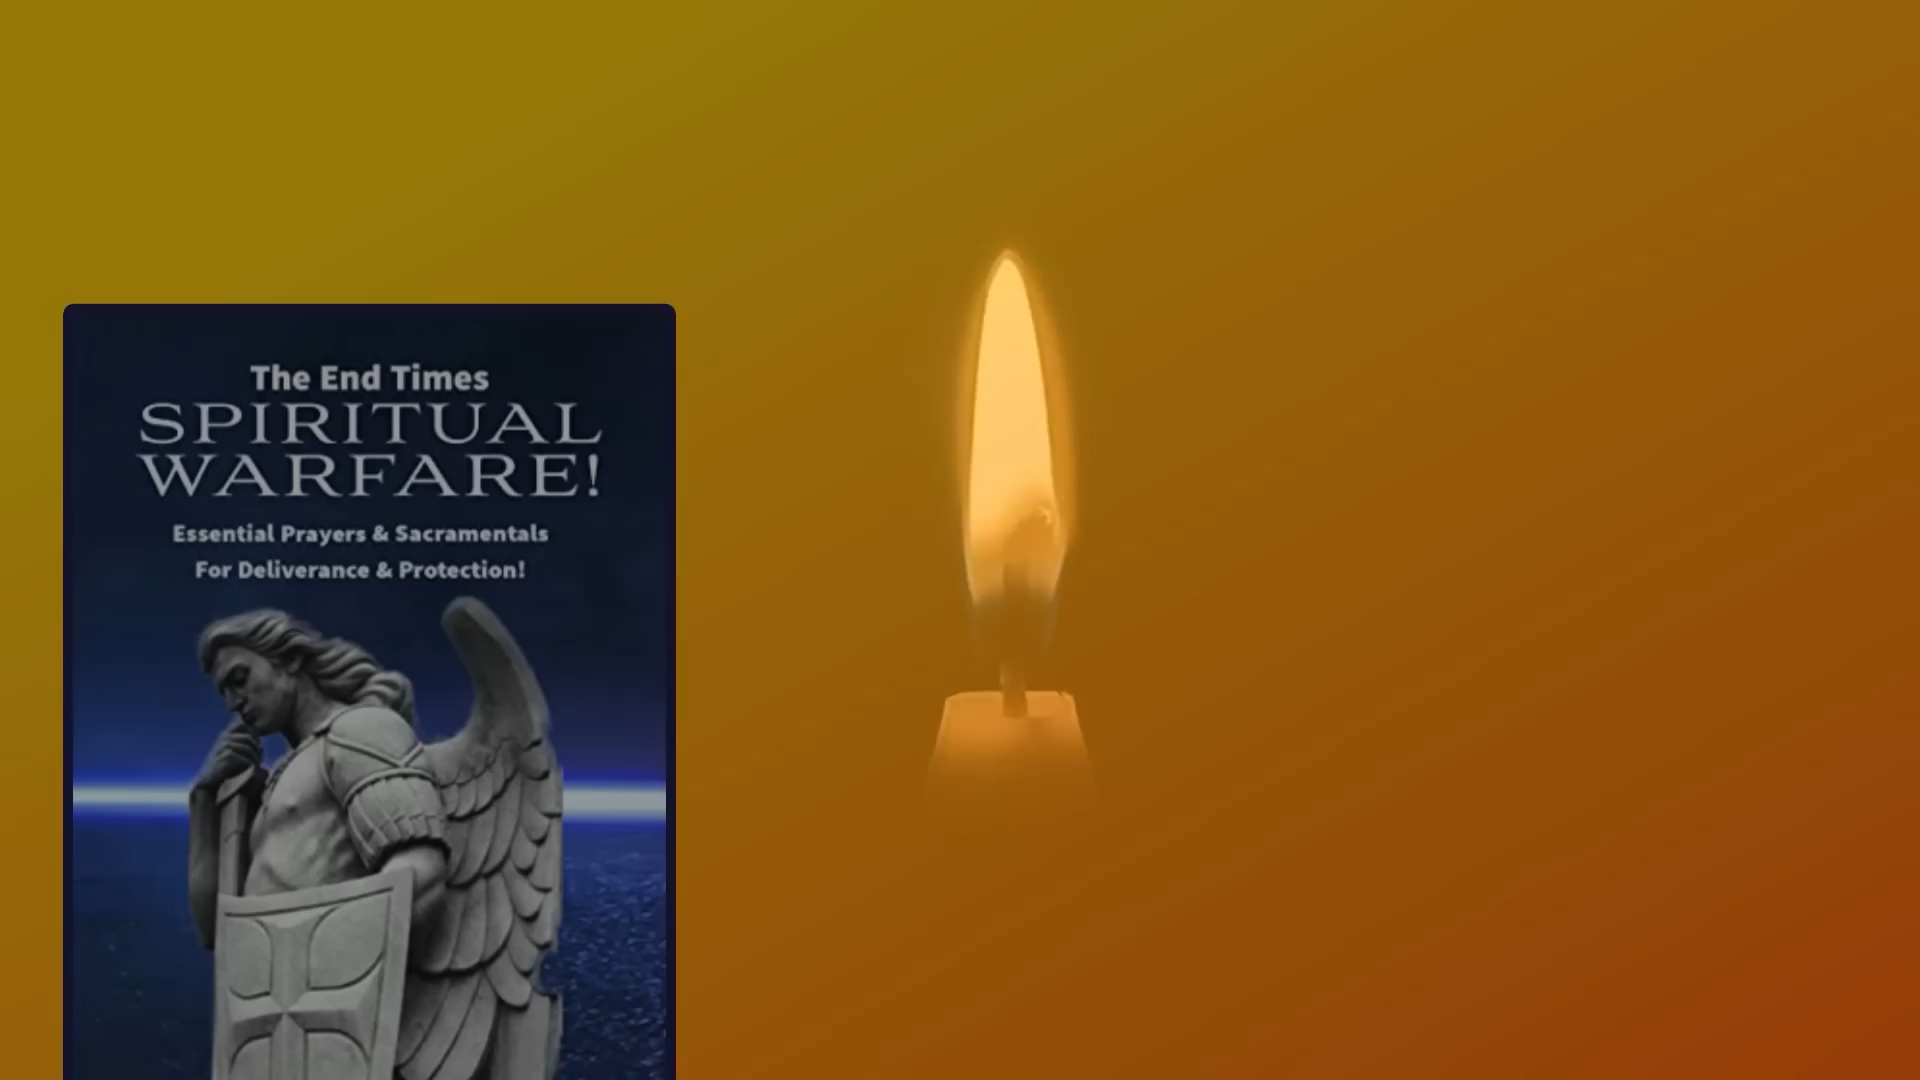 The End Times
SPIRITUAL
WARFARE!
Essential Prayers & Sacramentals
For Deliverance & Protection!